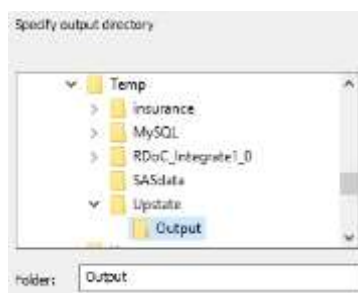 Specify output directory
Temp
insurance
MySQL
RDoC_Integrate1_0
SASdata
Upstate
Output
Folder: Output